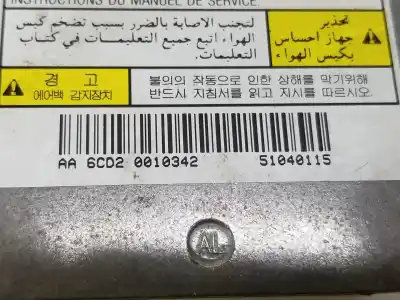 INSTRUCTIONS DU MANUEL DE SERVICE.
لتجنب الاصابة بالضرر بسبب تضخم كيس
الهواء اتبع جميع التعليمات في كتاب
التعليمات.
تحذير
جهاز احساس
بكيس الهواء
경 고
에어백 감지장치
불의의 작동으로 인한 상해를 막기위해
반드시 지침서를 읽고 지시를 따르시오.
AA 6CD2 0010342 51040115
AL